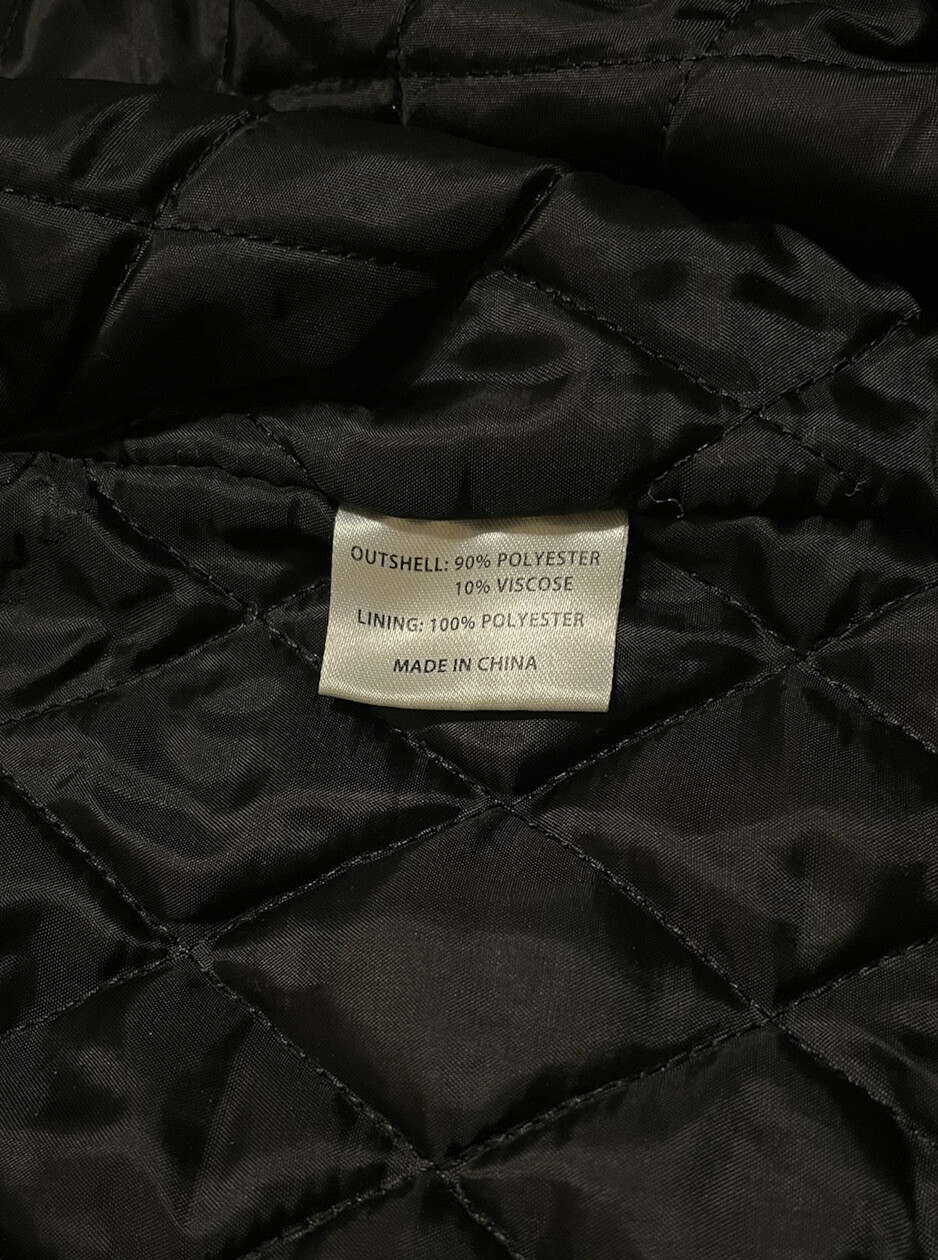 OUTSHELL: 90% POLYESTER
10% VISCOSE
LINING: 100% POLYESTER
MADE IN CHINA